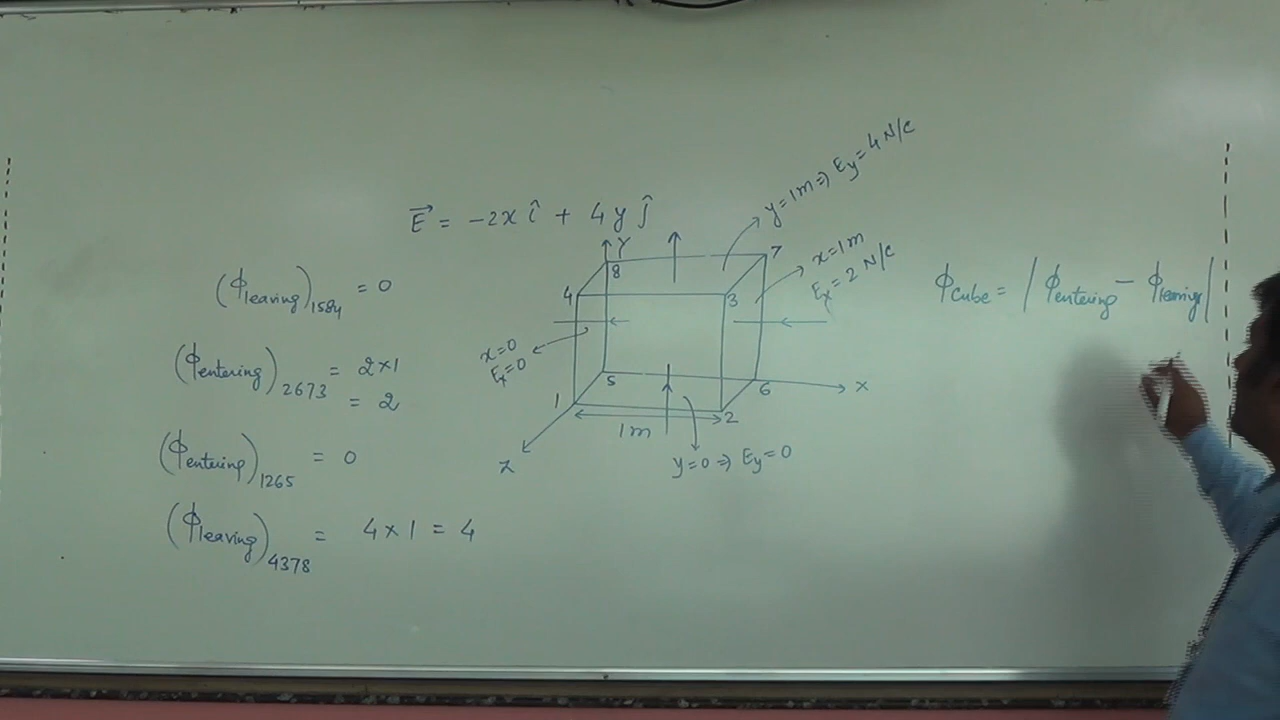 E⃗ = -2x î + 4y ĵ
(ϕleaving)1584 = 0
(ϕentering)2673 = 2×1
= 2
(ϕentering)1265 = 0
(ϕleaving)4378 = 4×1 = 4
y=1m ⇒ Ey = 4 N/C
x=1m
Ex = 2 N/C
x=0
Ex=0
Y
8
7
4
3
5
6
x
1
2
1m
z
y=0 ⇒ Ey=0
ϕCube = |ϕentering - ϕleaving|